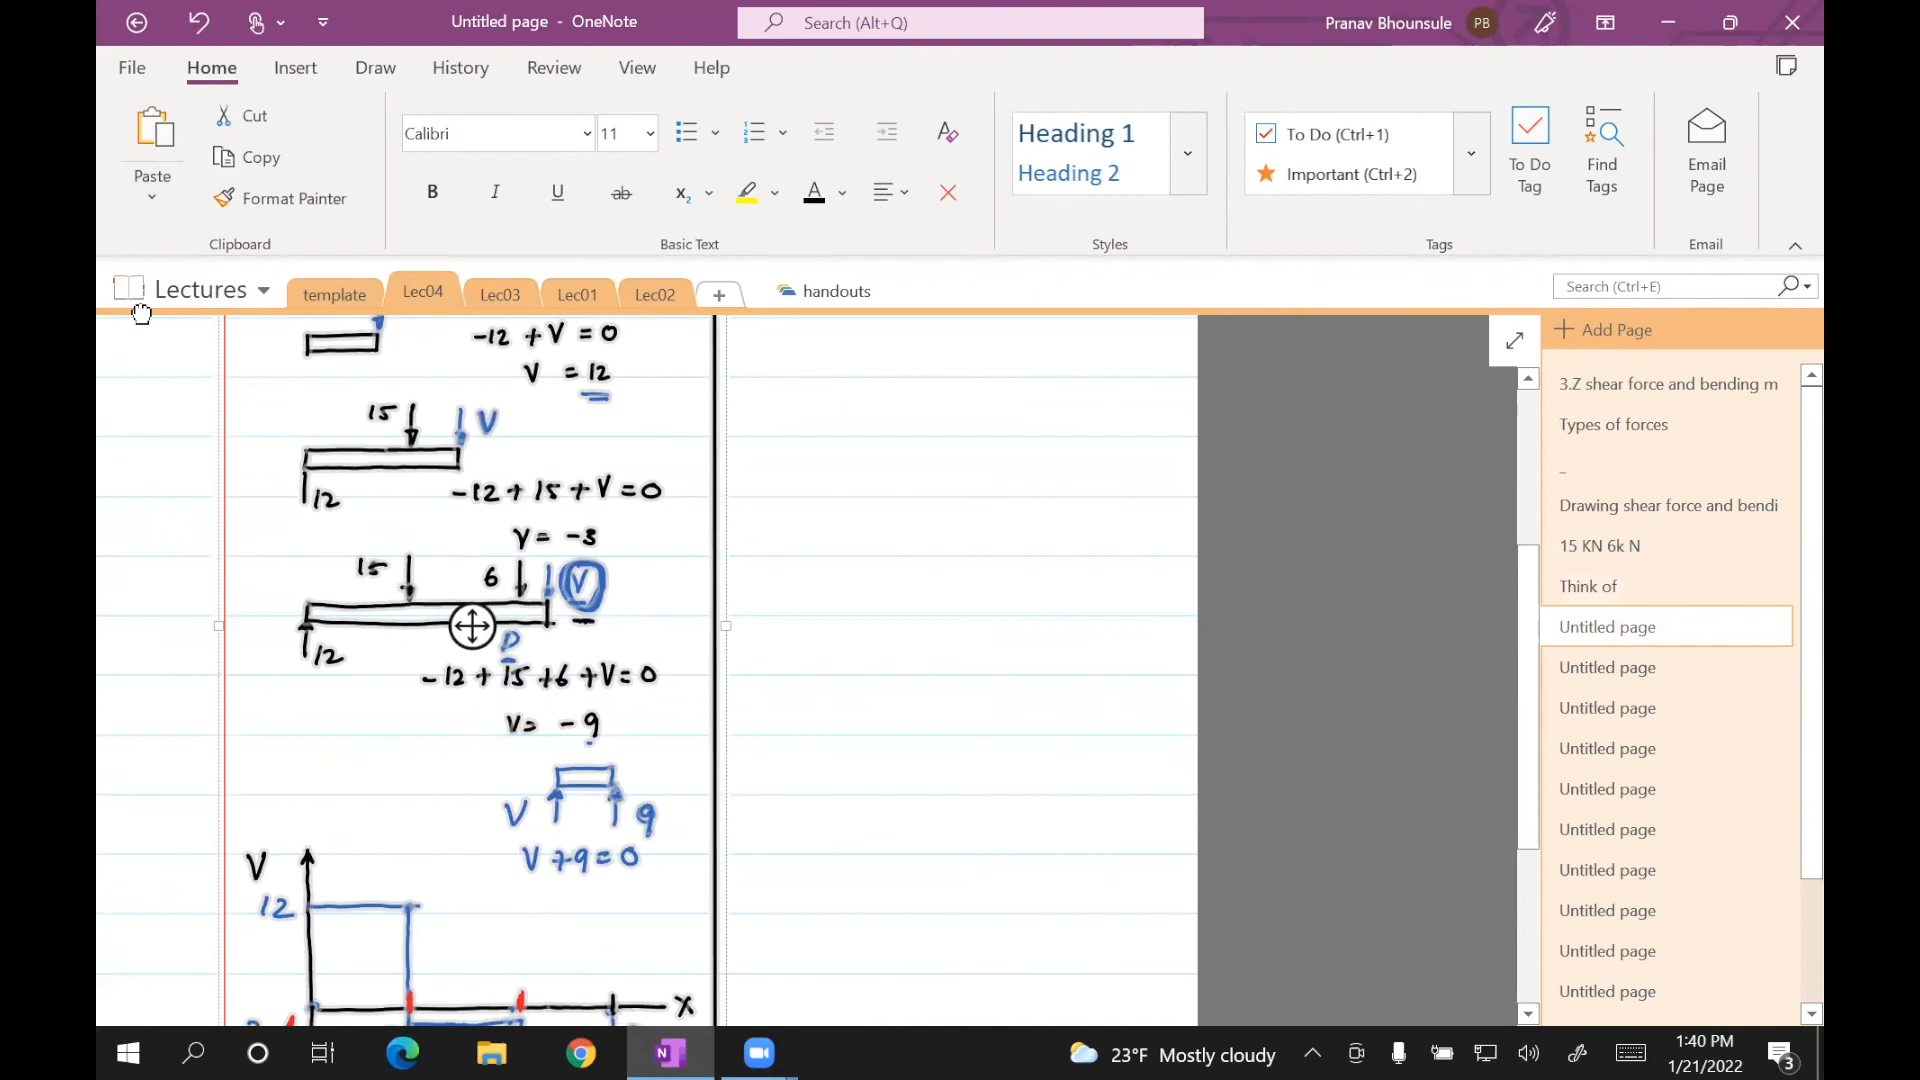 Untitled page - OneNote
Search (Alt+Q)
Pranav Bhounsule PB
File Home Insert Draw History Review View Help
Paste
Cut
Copy
Format Painter
Clipboard
Calibri 11
B I U ab x₂ A
Basic Text
Heading 1
Heading 2
Styles
To Do (Ctrl+1)
Important (Ctrl+2)
Tags
To Do Tag
Find Tags
Email Page
Email
Lectures template Lec04 Lec03 Lec01 Lec02 + handouts
Search (Ctrl+E)
Add Page
3.Z shear force and bending m
Types of forces
–
Drawing shear force and bendi
15 KN 6k N
Think of
Untitled page
Untitled page
Untitled page
Untitled page
Untitled page
Untitled page
Untitled page
Untitled page
Untitled page
Untitled page
-12 + V = 0
V = 12
15 V
12
-12 + 15 + V = 0
V = -3
15 6 V
12 D
-12 + 15 + 6 + V = 0
V = -9
V 9
V + 9 = 0
V
12
X
23°F Mostly cloudy
1:40 PM
1/21/2022
3